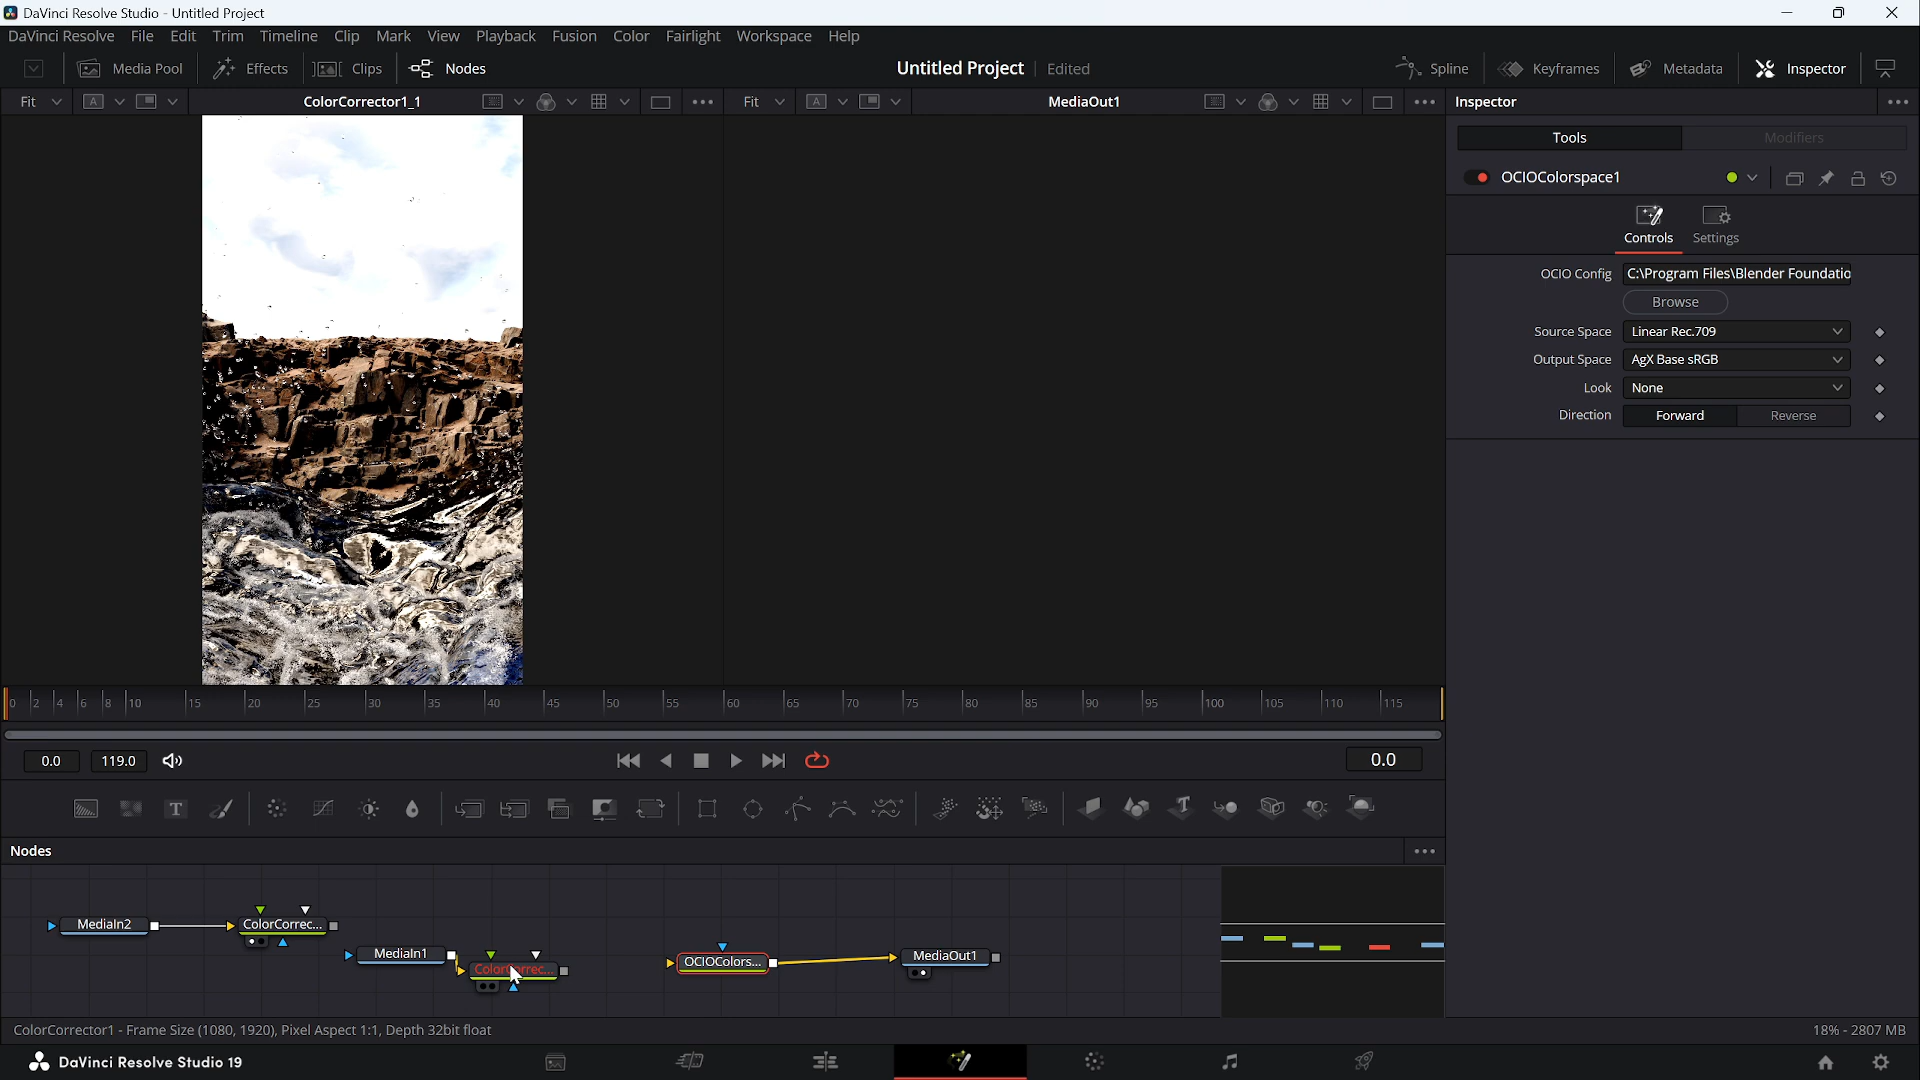 DaVinci Resolve Studio - Untitled Project
DaVinci Resolve File Edit Trim Timeline Clip Mark View Playback Fusion Color Fairlight Workspace Help
Media Pool Effects Clips Nodes Untitled Project Edited Spline Keyframes Metadata Inspector
Fit A ColorCorrector1_1 Fit A MediaOut1 Inspector
Tools Modifiers
OCIOColorspace1
Controls Settings
OCIO Config C:\Program Files\Blender Foundatio
Browse
Source Space Linear Rec.709
Output Space AgX Base sRGB
Look None
Direction Forward Reverse
0 2 4 6 8 10 15 20 25 30 35 40 45 50 55 60 65 70 75 80 85 90 95 100 105 110 115
0.0 119.0 0.0
T T
Nodes
MediaIn2 ColorCorrec...
MediaIn1 OCIOColors... MediaOut1
ColorCorrec...
ColorCorrector1 - Frame Size (1080, 1920), Pixel Aspect 1:1, Depth 32bit float 18% - 2807 MB
DaVinci Resolve Studio 19